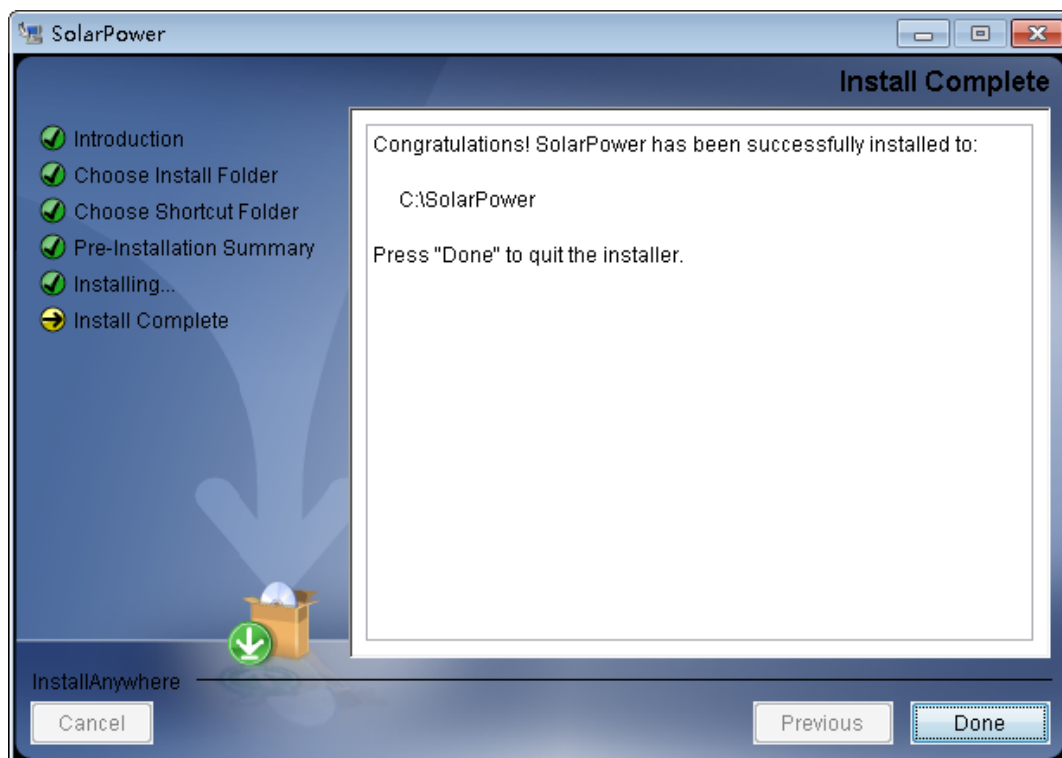 SolarPower
Install Complete
Introduction
Choose Install Folder
Choose Shortcut Folder
Pre-Installation Summary
Installing...
Install Complete
Congratulations! SolarPower has been successfully installed to:
C:\SolarPower
Press "Done" to quit the installer.
InstallAnywhere
Cancel
Previous
Done